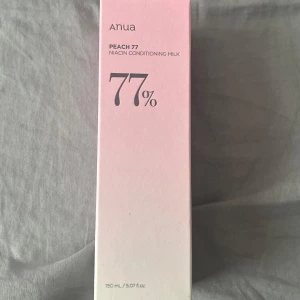 Anua
PEACH 77
NIACIN CONDITIONING MILK
77%
150 mL / 5.07 fl.oz